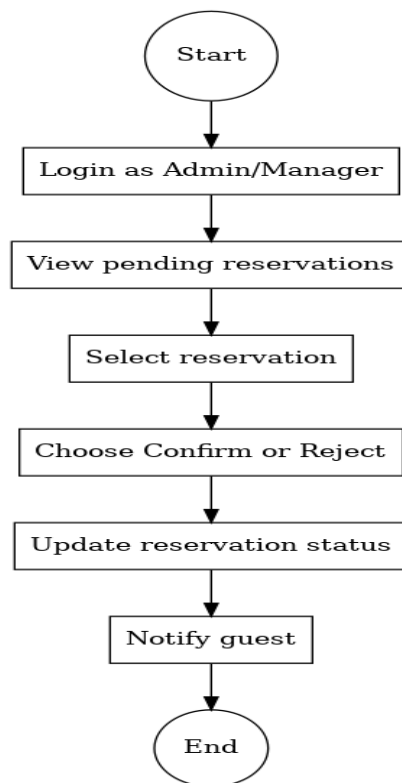 Start
Login as Admin/Manager
View pending reservations
Select reservation
Choose Confirm or Reject
Update reservation status
Notify guest
End